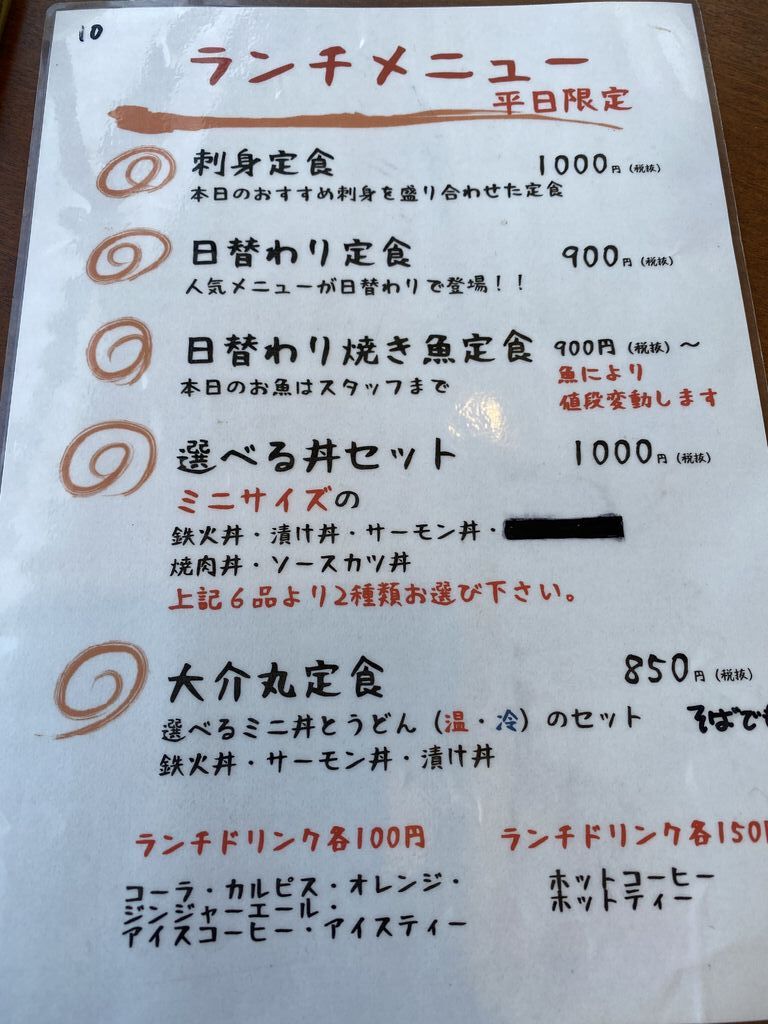 10
ランチメニュー
平日限定
刺身定食 1000円(税抜)
本日のおすすめ刺身を盛り合わせた定食
日替わり定食 900円(税抜)
人気メニューが日替わりで登場！！
日替わり焼き魚定食 900円(税抜)～
本日のお魚はスタッフまで
魚により
値段変動します
選べる丼セット 1000円(税抜)
ミニサイズの
鉄火丼・漬け丼・サーモン丼・
焼肉丼・ソースカツ丼
上記6品より2種類お選び下さい。
大介丸定食 850円(税抜)
選べるミニ丼とうどん(温・冷)のセット そばで
鉄火丼・サーモン丼・漬け丼
ランチドリンク各100円
コーラ・カルピス・オレンジ・
ジンジャーエール・
アイスコーヒー・アイスティー
ランチドリンク各150
ホットコーヒー
ホットティー